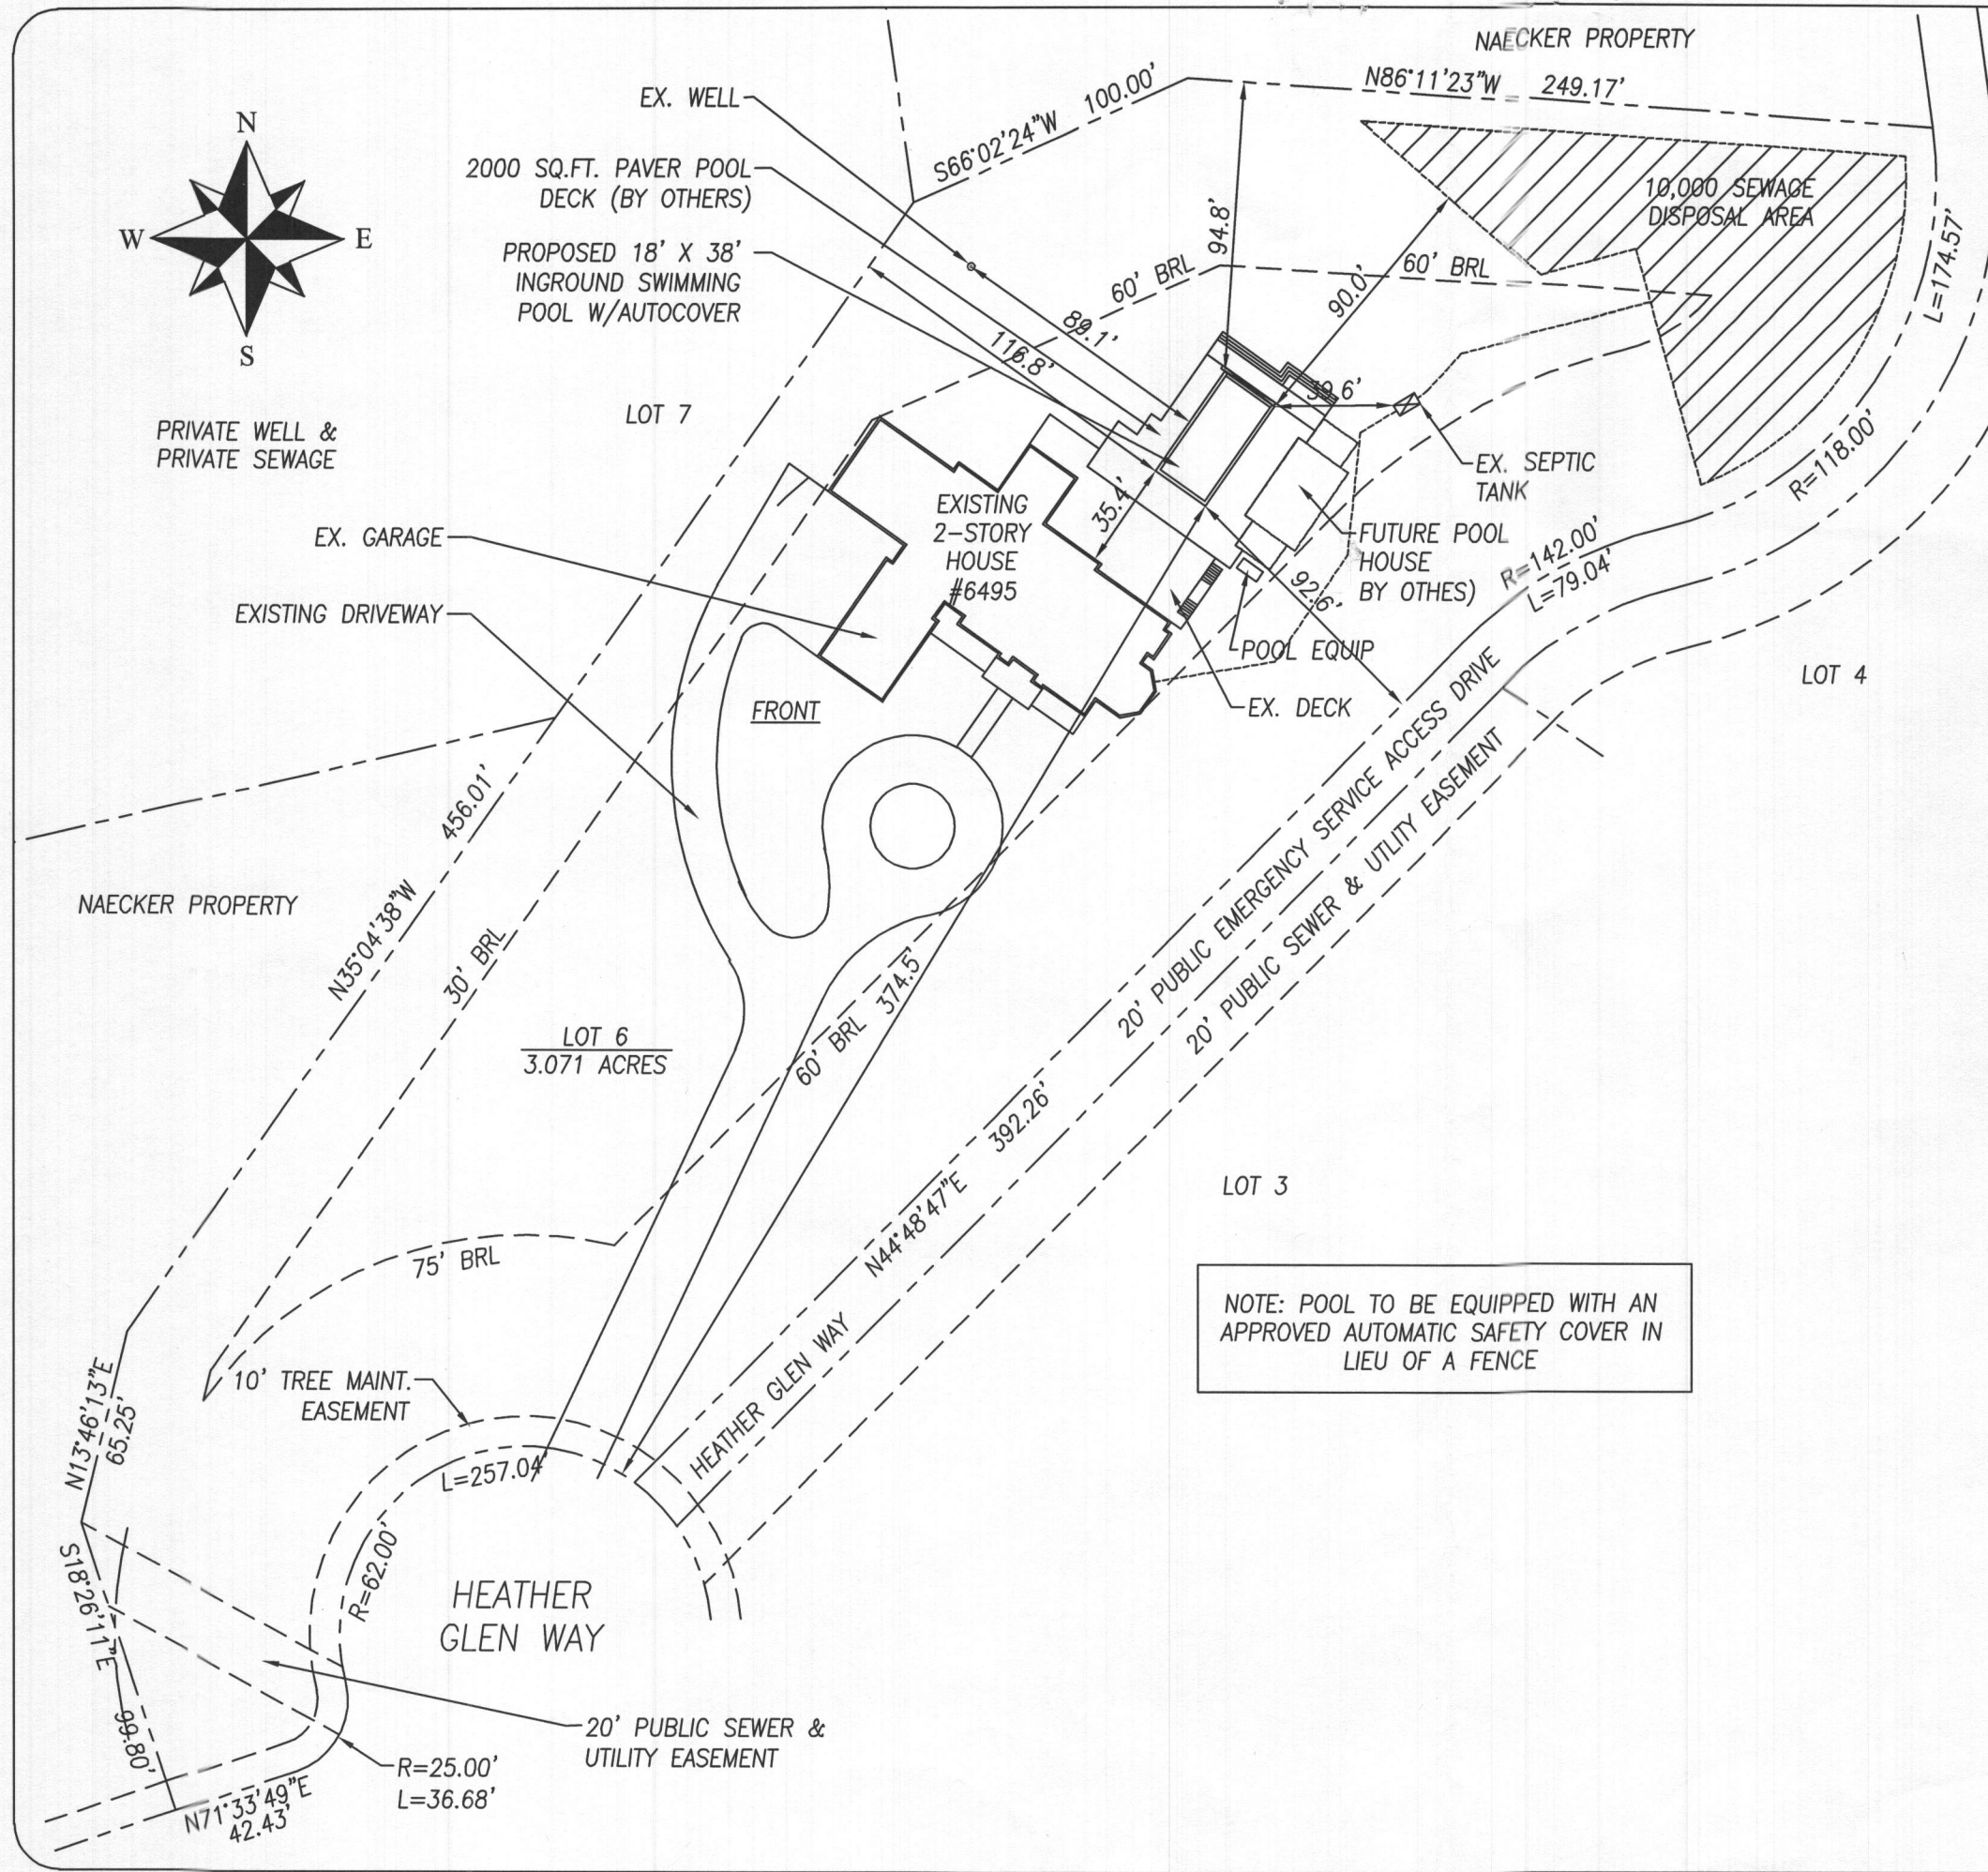 NAECKER PROPERTY
N86°11'23"W 249.17'
EX. WELL
S66°02'24"W 100.00'
N
W E
S
2000 SQ.FT. PAVER POOL
DECK (BY OTHERS)
10,000 SEWAGE
DISPOSAL AREA
PROPOSED 18' X 38'
INGROUND SWIMMING
POOL W/AUTOCOVER
94.8'
60' BRL
60' BRL
90.0'
L=174.57'
89.1'
116.8'
39.6'
LOT 7
PRIVATE WELL &
PRIVATE SEWAGE
R=118.00'
EX. SEPTIC
TANK
EXISTING
2-STORY
HOUSE
#6495
35.4'
EX. GARAGE
FUTURE POOL
HOUSE
BY OTHES)
R=142.00'
L=79.04'
92.6'
EXISTING DRIVEWAY
POOL EQUIP
LOT 4
FRONT
EX. DECK
456.01'
N35°04'38"W
NAECKER PROPERTY
30' BRL
20' PUBLIC EMERGENCY SERVICE ACCESS DRIVE
20' PUBLIC SEWER & UTLITY EASEMENT
LOT 6
3.071 ACRES
60' BRL 374.5'
N44°48'47"E 392.26'
LOT 3
75' BRL
NOTE: POOL TO BE EQUIPPED WITH AN
APPROVED AUTOMATIC SAFETY COVER IN
LIEU OF A FENCE
HEATHER GLEN WAY
10' TREE MAINT.
EASEMENT
N13°46'13"E
65.25'
L=257.04'
R=62.00'
HEATHER
GLEN WAY
S18°26'11"E 99.80'
20' PUBLIC SEWER &
UTILITY EASEMENT
R=25.00'
L=36.68'
N71°33'49"E
42.43'